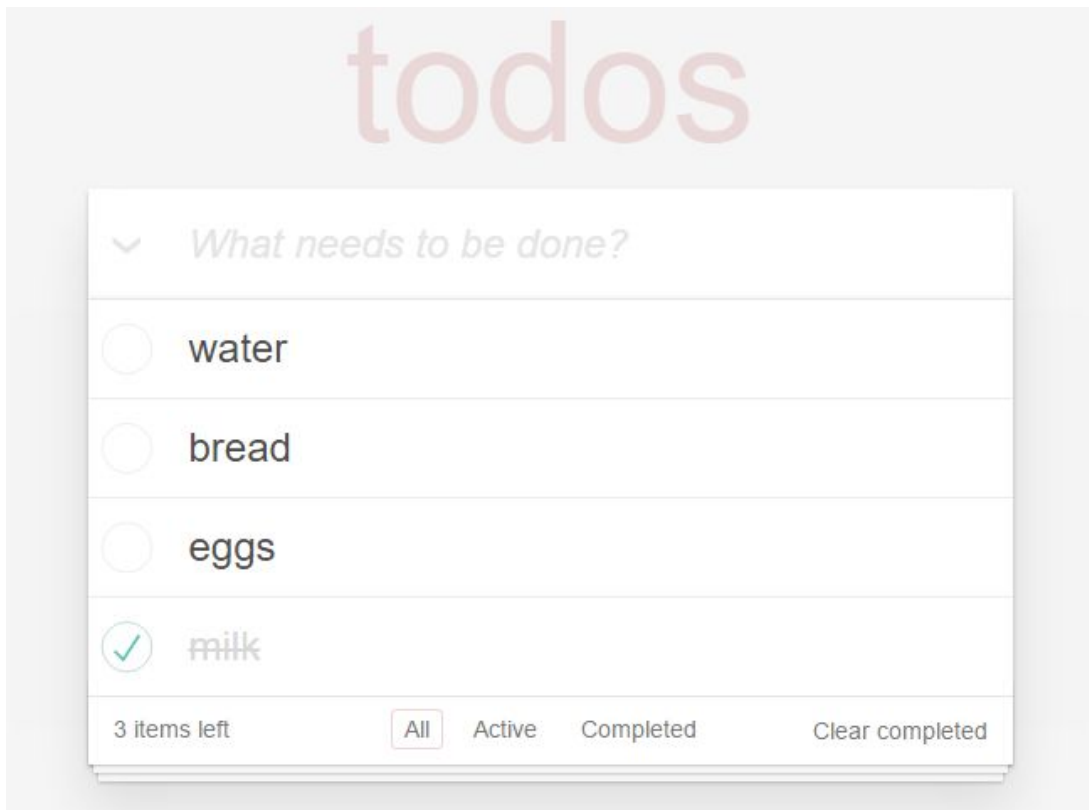 todos
What needs to be done?
water
bread
eggs
milk
3 items left All Active Completed Clear completed